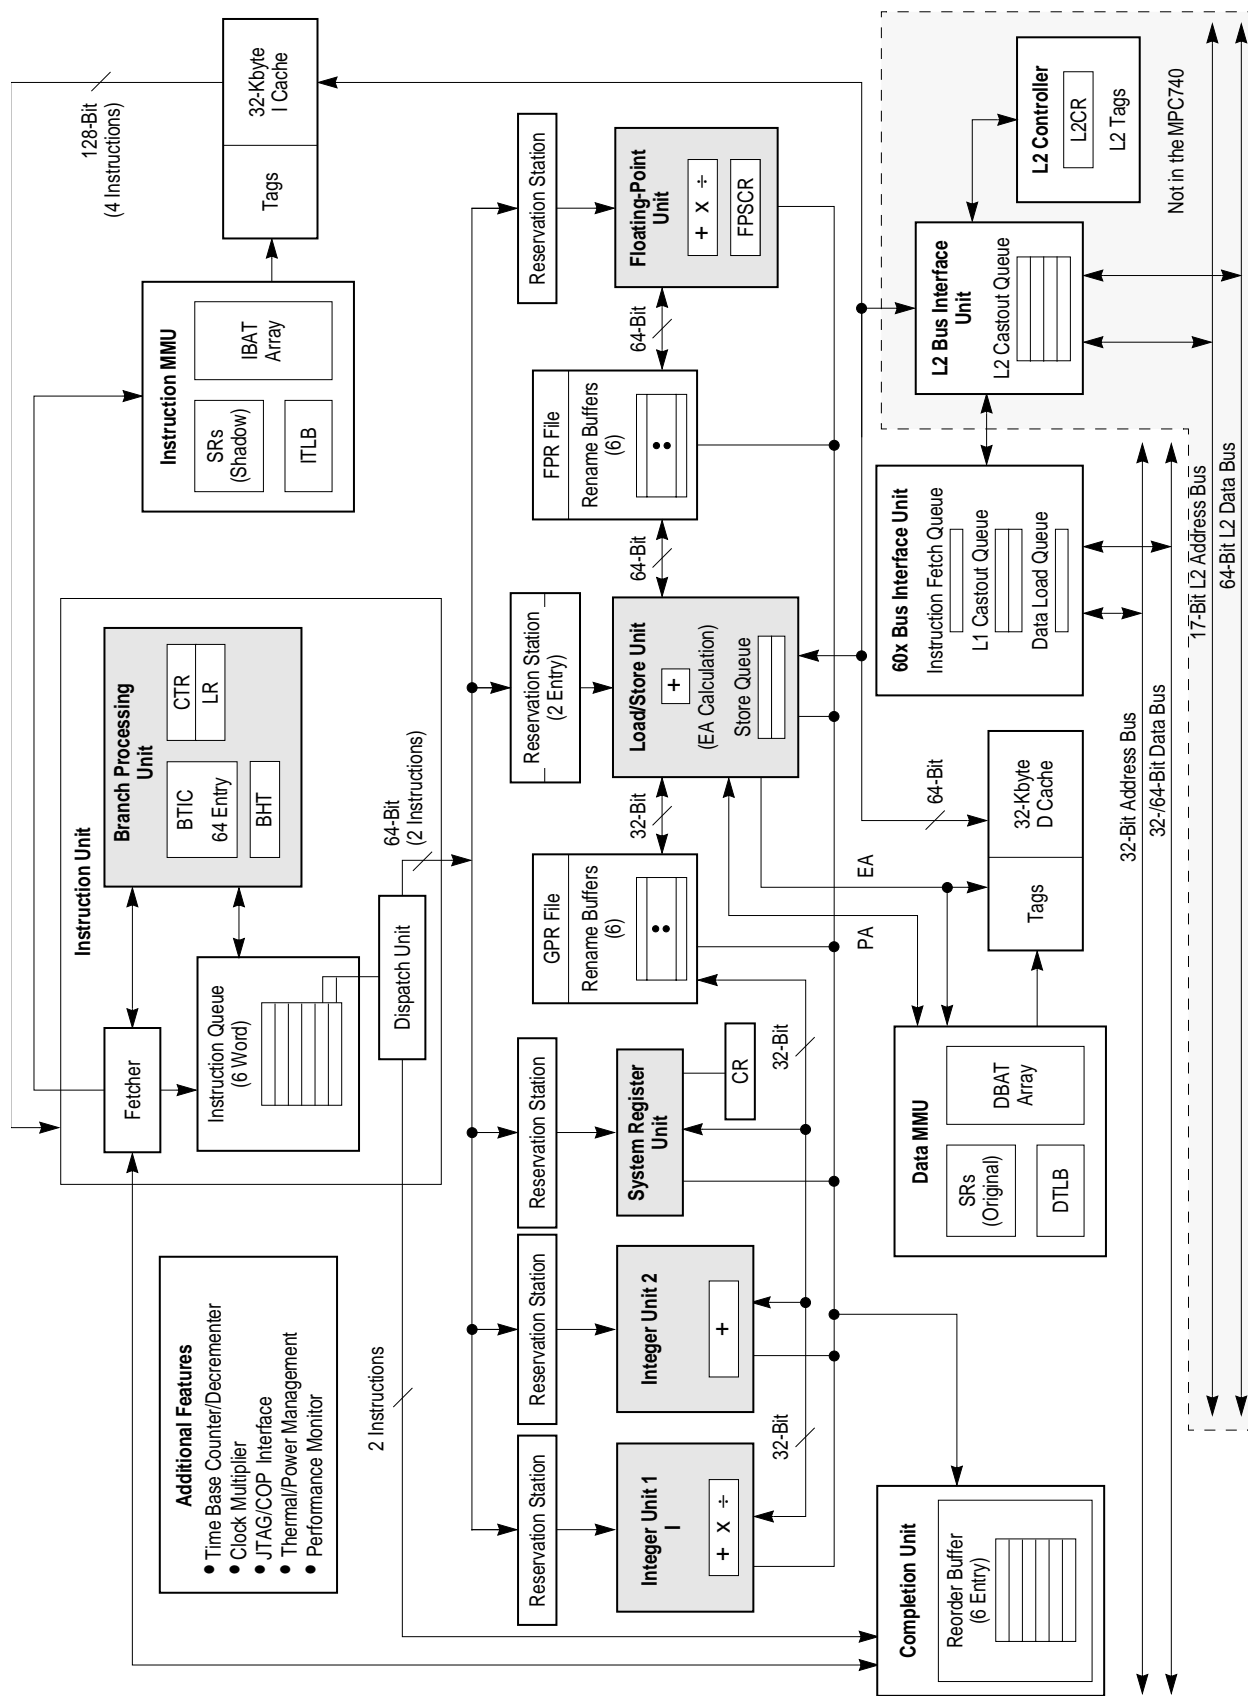 Additional Features
• Time Base Counter/Decrementer
• Clock Multiplier
• JTAG/COP Interface
• Thermal/Power Management
• Performance Monitor
Instruction Unit
Fetcher
Instruction Queue
(6 Word)
Branch Processing
Unit
BTIC
64 Entry
BHT
CTR
LR
Dispatch Unit
64-Bit
(2 Instructions)
2 Instructions
Instruction MMU
SRs
(Shadow)
ITLB
IBAT
Array
128-Bit
(4 Instructions)
Tags
32-Kbyte
I Cache
Reservation Station
Reservation Station
Reservation Station
Reservation Station
(2 Entry)
Reservation Station
Integer Unit 1
I
+ x ÷
Integer Unit 2
+
System Register
Unit
CR
32-Bit
32-Bit
GPR File
Rename Buffers
(6)
32-Bit
Load/Store Unit
+
(EA Calculation)
Store Queue
64-Bit
FPR File
Rename Buffers
(6)
64-Bit
Floating-Point
Unit
+ x ÷
FPSCR
PA
EA
64-Bit
Completion Unit
Reorder Buffer
(6 Entry)
Data MMU
SRs
(Original)
DTLB
DBAT
Array
Tags
32-Kbyte
D Cache
60x Bus Interface Unit
Instruction Fetch Queue
L1 Castout Queue
Data Load Queue
L2 Bus Interface
Unit
L2 Castout Queue
L2 Controller
L2CR
L2 Tags
Not in the MPC740
32-Bit Address Bus
32-/64-Bit Data Bus
17-Bit L2 Address Bus
64-Bit L2 Data Bus